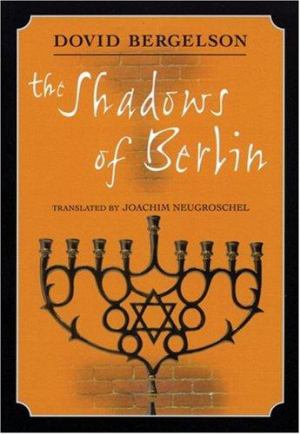 DOVID BERGELSON
the Shadows
of Berlin
TRANSLATED BY JOACHIM NEUGROSCHEL